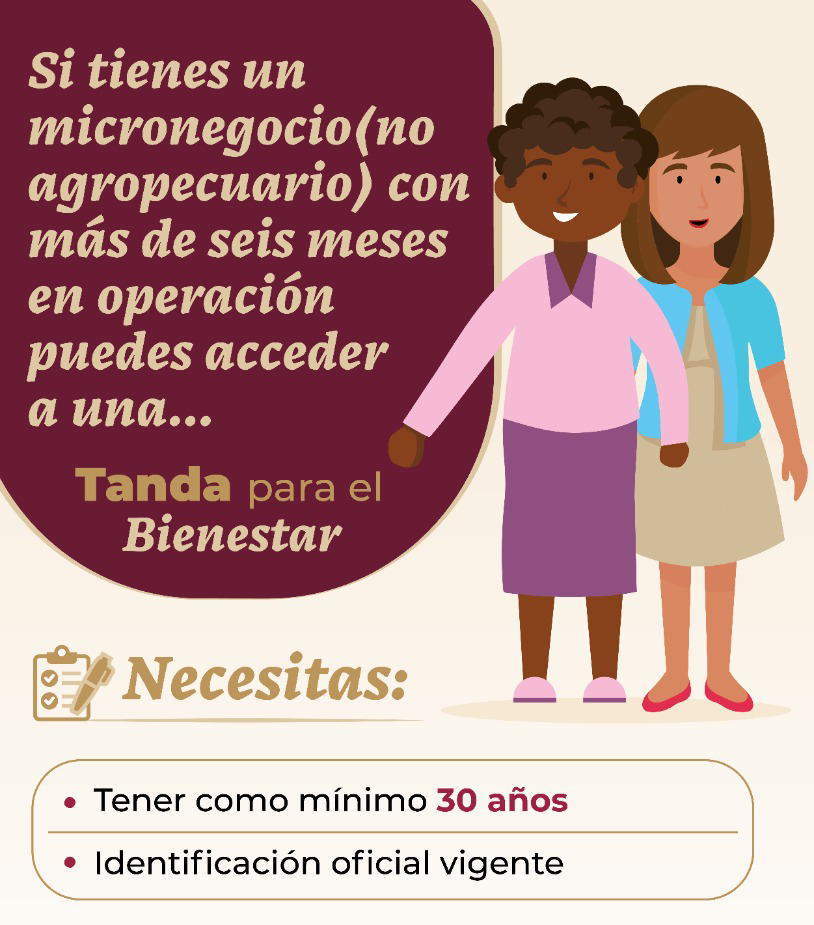 Si tienes un
micronegocio(no
agropecuario) con
más de seis meses
en operación
puedes acceder
a una...
Tanda para el
Bienestar
Necesitas:
• Tener como mínimo 30 años
• Identificación oficial vigente